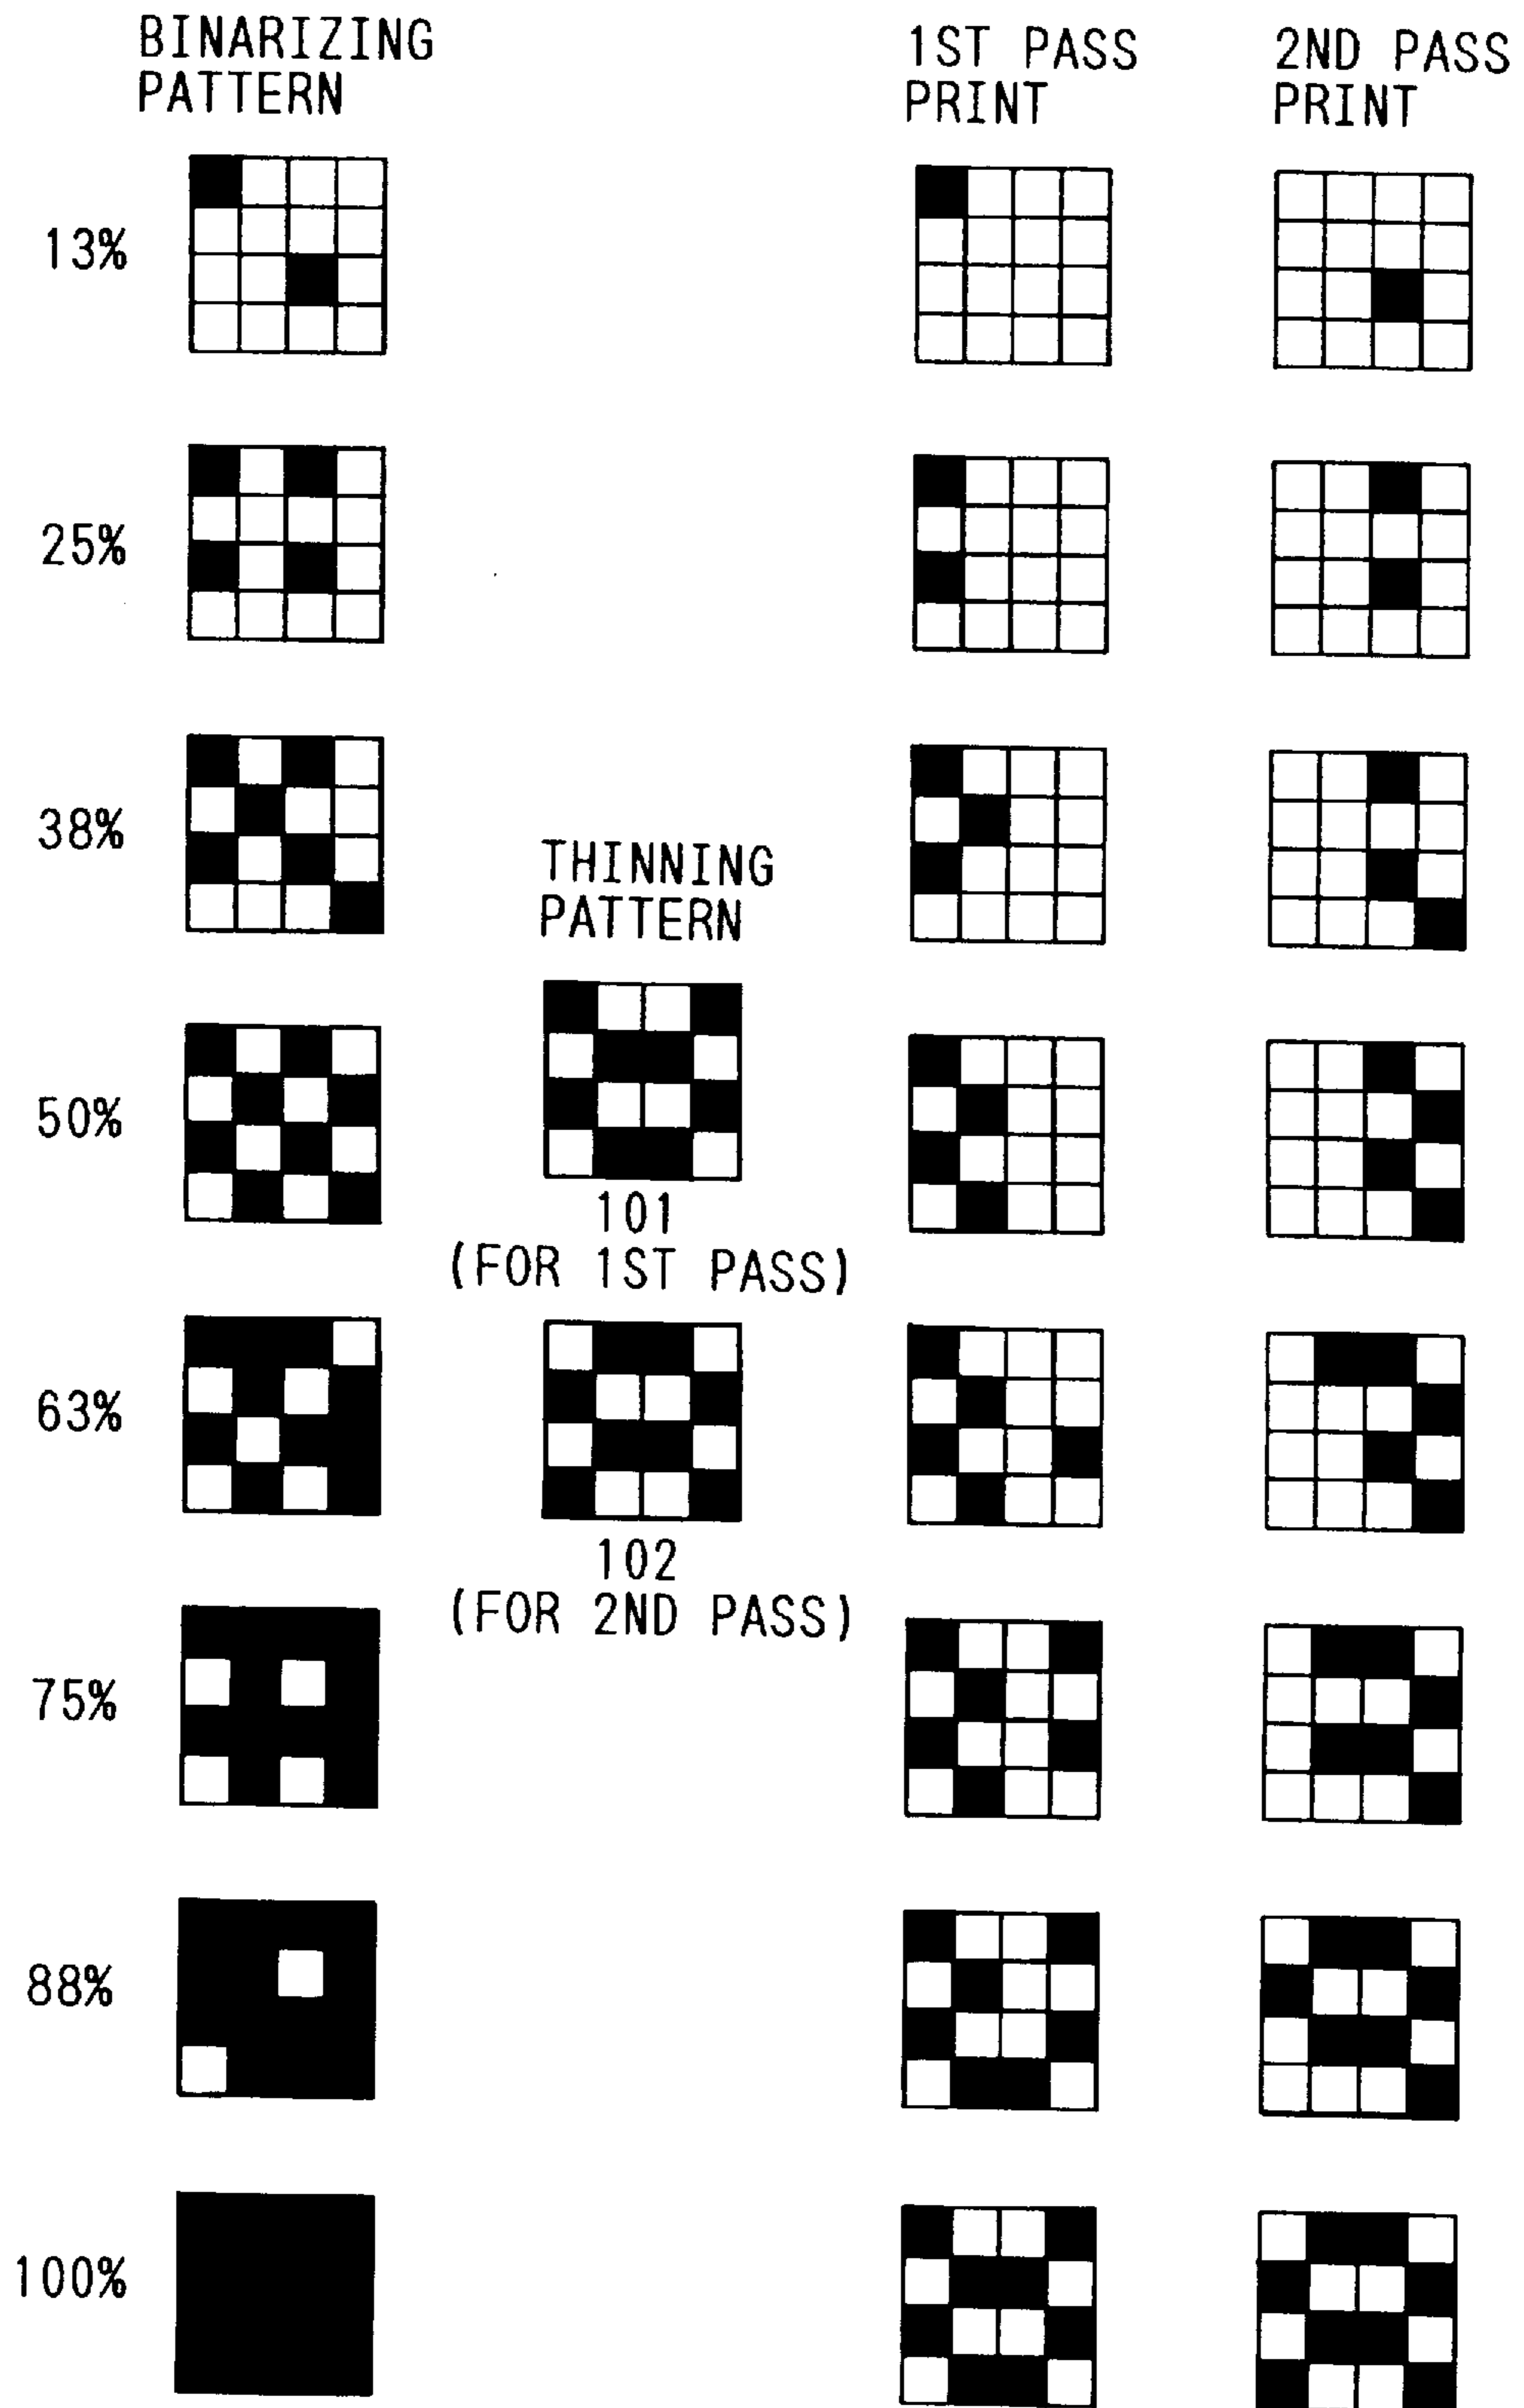 BINARIZING
PATTERN
1ST PASS
PRINT
2ND PASS
PRINT
13%
25%
38%
THINNING
PATTERN
50%
101
(FOR 1ST PASS)
63%
102
(FOR 2ND PASS)
75%
88%
100%